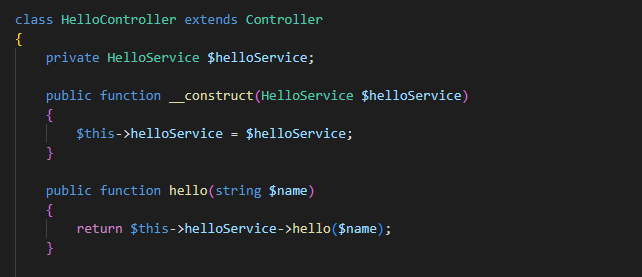 class HelloController extends Controller
{
    private HelloService $helloService;

    public function __construct(HelloService $helloService)
    {
        $this->helloService = $helloService;
    }

    public function hello(string $name)
    {
        return $this->helloService->hello($name);
    }